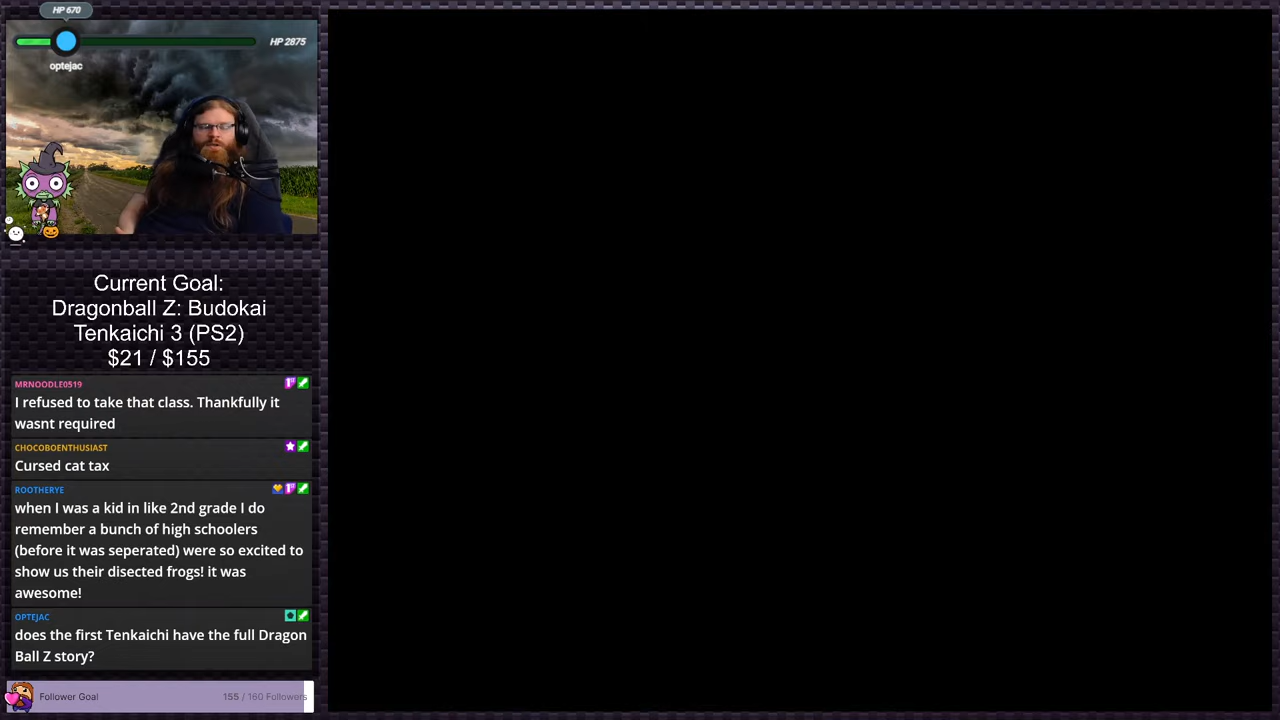 HP 670
HP 2875
optejac
Current Goal:
Dragonball Z: Budokai
Tenkaichi 3 (PS2)
$21 / $155
MRNOODLE0519
I refused to take that class. Thankfully it
wasnt required
CHOCOBOENTHUSIAST
Cursed cat tax
ROOTHERYE
when I was a kid in like 2nd grade I do
remember a bunch of high schoolers
(before it was seperated) were so excited to
show us their disected frogs! it was
awesome!
OPTEJAC
does the first Tenkaichi have the full Dragon
Ball Z story?
Follower Goal
155 / 160 Followers